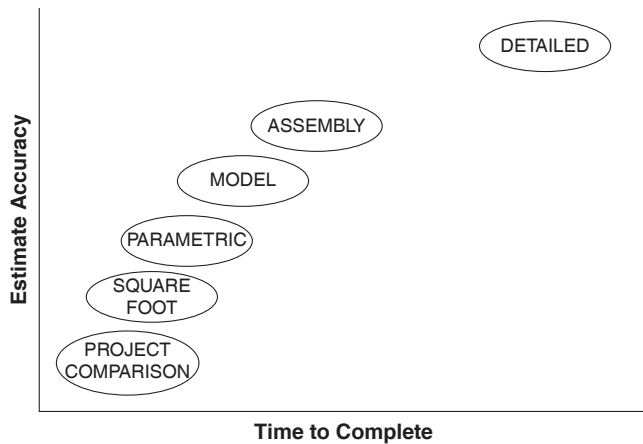 DETAILED
ASSEMBLY
MODEL
PARAMETRIC
SQUARE
FOOT
PROJECT
COMPARISON
Estimate Accuracy
Time to Complete